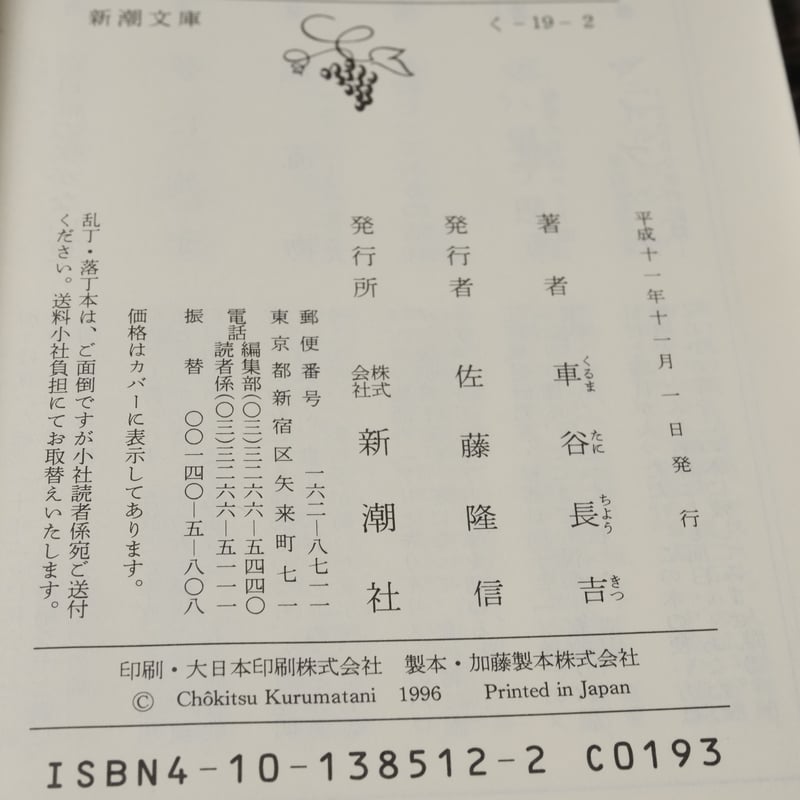 新潮文庫
く-19-2
平成十一年十一月一日発行
著者 車谷長吉
くるま たに ちよう きつ
発行者 佐藤隆信
発行所 株式会社 新潮社
郵便番号 一六二―八七一一
東京都新宿区矢来町七一
電話 編集部(〇三)三二六六―五四四〇
読者係(〇三)三二六六―五一一一
振替 〇〇一四〇―五―八〇八
価格はカバーに表示してあります。
乱丁・落丁本は、ご面倒ですが小社読者係宛ご送付
ください。送料小社負担にてお取替えいたします。
印刷・大日本印刷株式会社 製本・加藤製本株式会社
© Chôkitsu Kurumatani 1996 Printed in Japan
ISBN4-10-138512-2 C0193